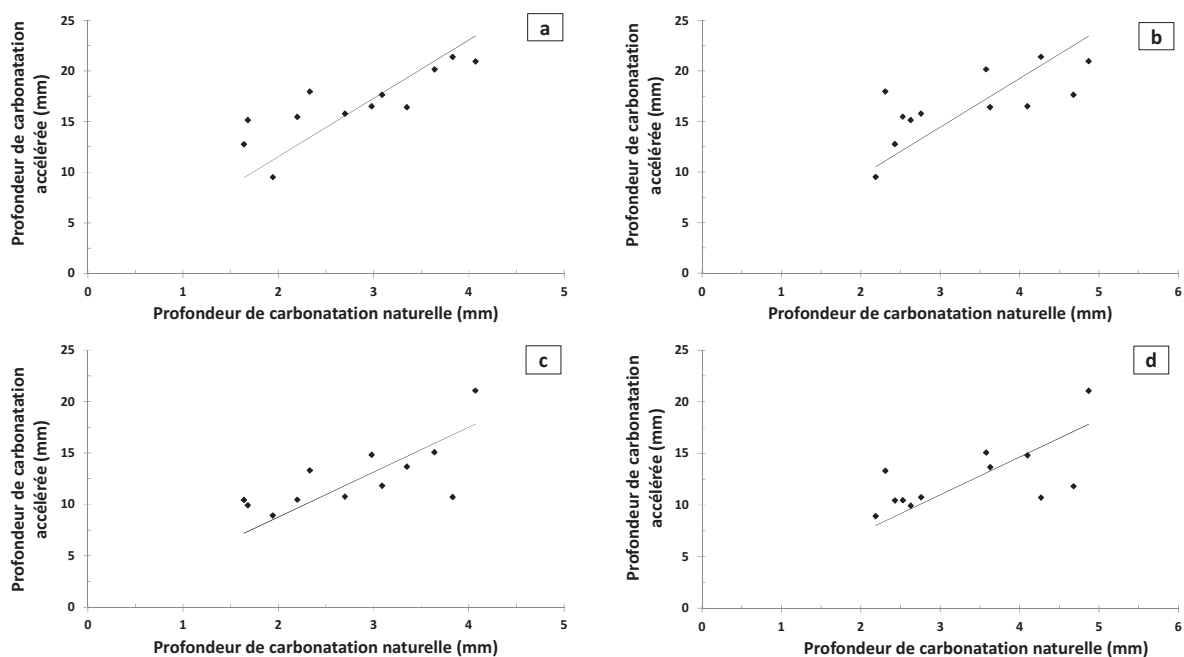 a
Profondeur de carbonatation
accélérée (mm)
25
20
15
10
5
0
0 1 2 3 4 5
Profondeur de carbonatation naturelle (mm)
b
Profondeur de carbonatation
accélérée (mm)
25
20
15
10
5
0
0 1 2 3 4 5 6
Profondeur de carbonatation naturelle (mm)
c
Profondeur de carbonatation
accélérée (mm)
25
20
15
10
5
0
0 1 2 3 4 5
Profondeur de carbonatation naturelle (mm)
d
Profondeur de carbonatation
accélérée (mm)
25
20
15
10
5
0
0 1 2 3 4 5 6
Profondeur de carbonatation naturelle (mm)